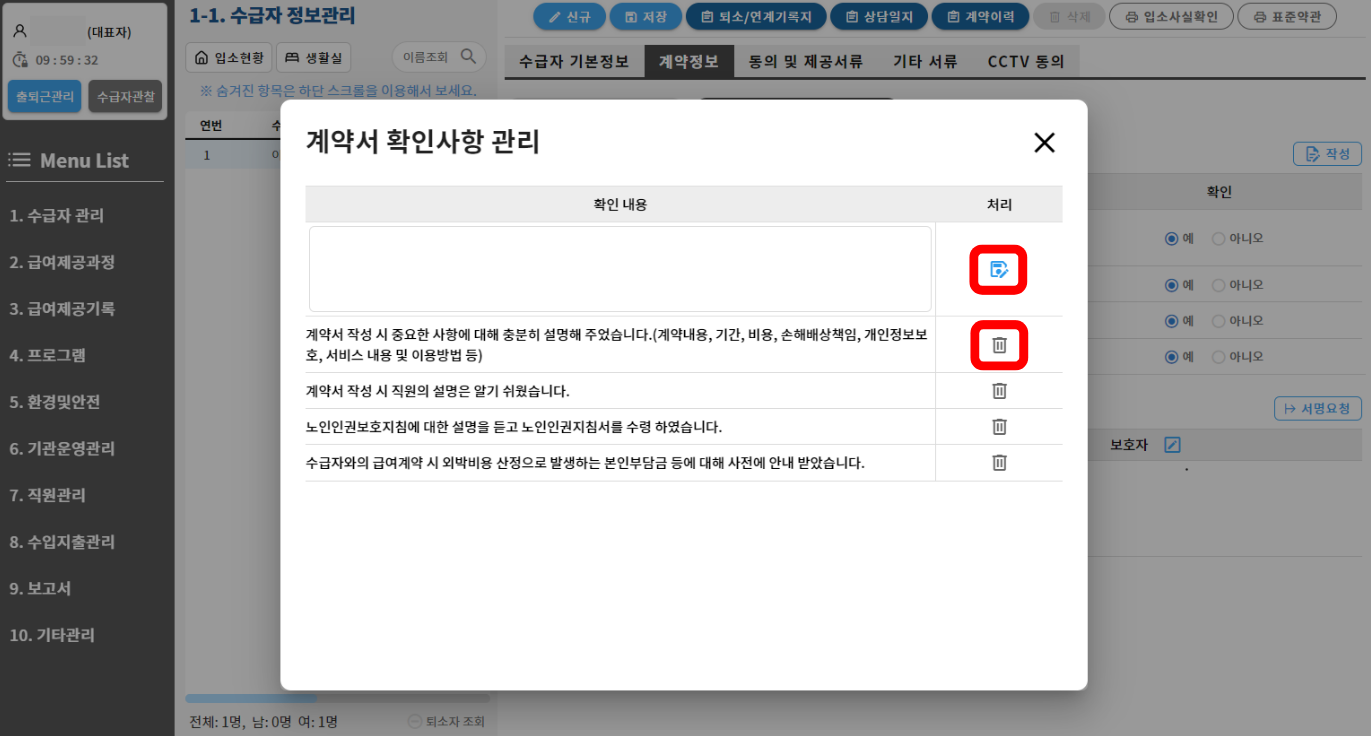 (대표자)
09 : 59 : 32
출퇴근관리
수급자관찰
Menu List
1. 수급자 관리
2. 급여제공과정
3. 급여제공기록
4. 프로그램
5. 환경및안전
6. 기관운영관리
7. 직원관리
8. 수입지출관리
9. 보고서
10. 기타관리
1-1. 수급자 정보관리
신규
저장
퇴소/연계기록지
상담일지
계약이력
삭제
입소사실확인
표준약관
입소현황
생활실
이름조회
※ 숨겨진 항목은 하단 스크롤을 이용해서 보세요.
수급자 기본정보
계약정보
동의 및 제공서류
기타 서류
CCTV 동의
연번
1
계약서 확인사항 관리
확인 내용
처리
계약서 작성 시 중요한 사항에 대해 충분히 설명해 주었습니다.(계약내용, 기간, 비용, 손해배상책임, 개인정보보
호, 서비스 내용 및 이용방법 등)
계약서 작성 시 직원의 설명은 알기 쉬웠습니다.
노인인권보호지침에 대한 설명을 듣고 노인인권지침서를 수령 하였습니다.
수급자와의 급여계약 시 외박비용 산정으로 발생하는 본인부담금 등에 대해 사전에 안내 받았습니다.
작성
확인
예 아니오
예 아니오
예 아니오
예 아니오
서명요청
보호자
전체: 1명, 남: 0명 여: 1명
퇴소자 조회